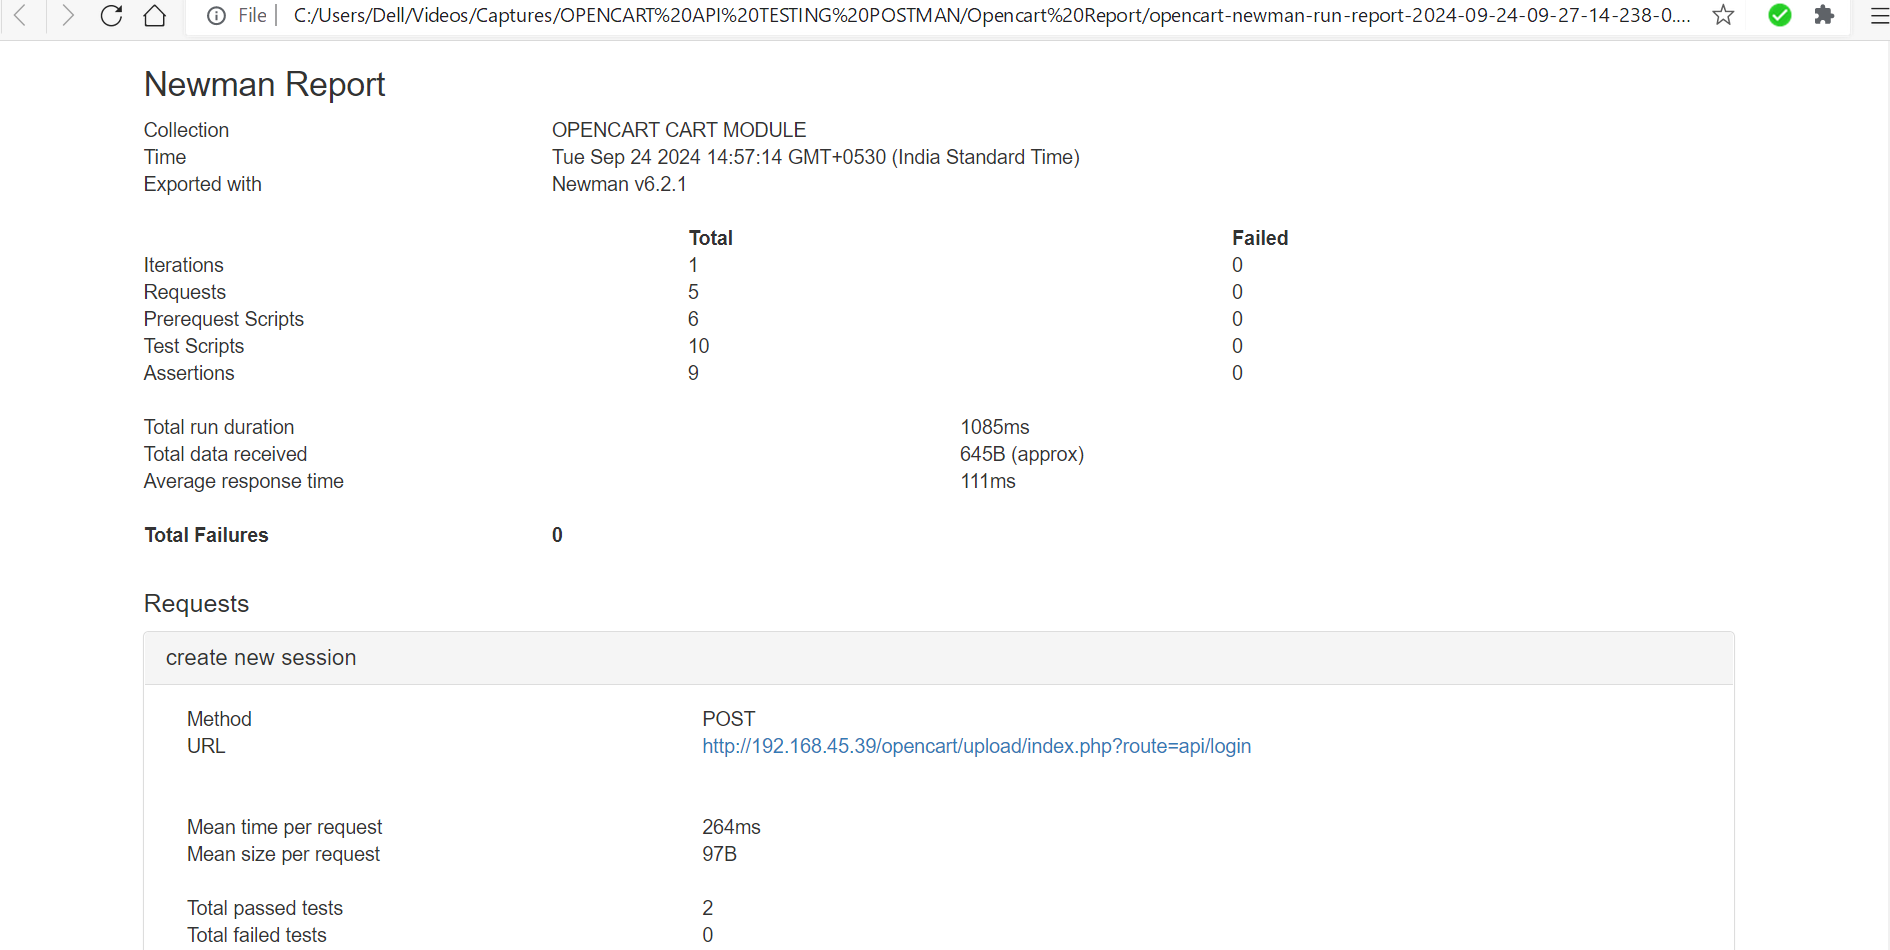 File C:/Users/Dell/Videos/Captures/OPENCART%20API%20TESTING%20POSTMAN/Opencart%20Report/opencart-newman-run-report-2024-09-24-09-27-14-238-0....
Newman Report
Collection OPENCART CART MODULE
Time Tue Sep 24 2024 14:57:14 GMT+0530 (India Standard Time)
Exported with Newman v6.2.1
Total Failed
Iterations 1 0
Requests 5 0
Prerequest Scripts 6 0
Test Scripts 10 0
Assertions 9 0
Total run duration 1085ms
Total data received 645B (approx)
Average response time 111ms
Total Failures 0
Requests
create new session
Method POST
URL http://192.168.45.39/opencart/upload/index.php?route=api/login
Mean time per request 264ms
Mean size per request 97B
Total passed tests 2
Total failed tests 0